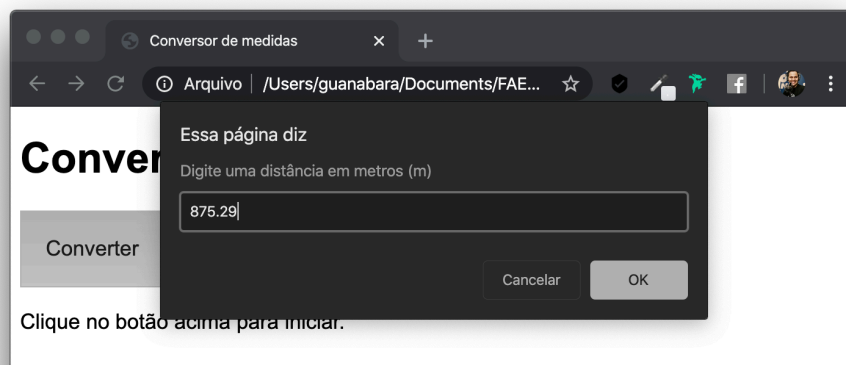 Conversor de medidas
Arquivo | /Users/guanabara/Documents/FAE...
Essa página diz
Digite uma distância em metros (m)
875.29
Cancelar
OK
Conver
Converter
Clique no botão acima para iniciar.